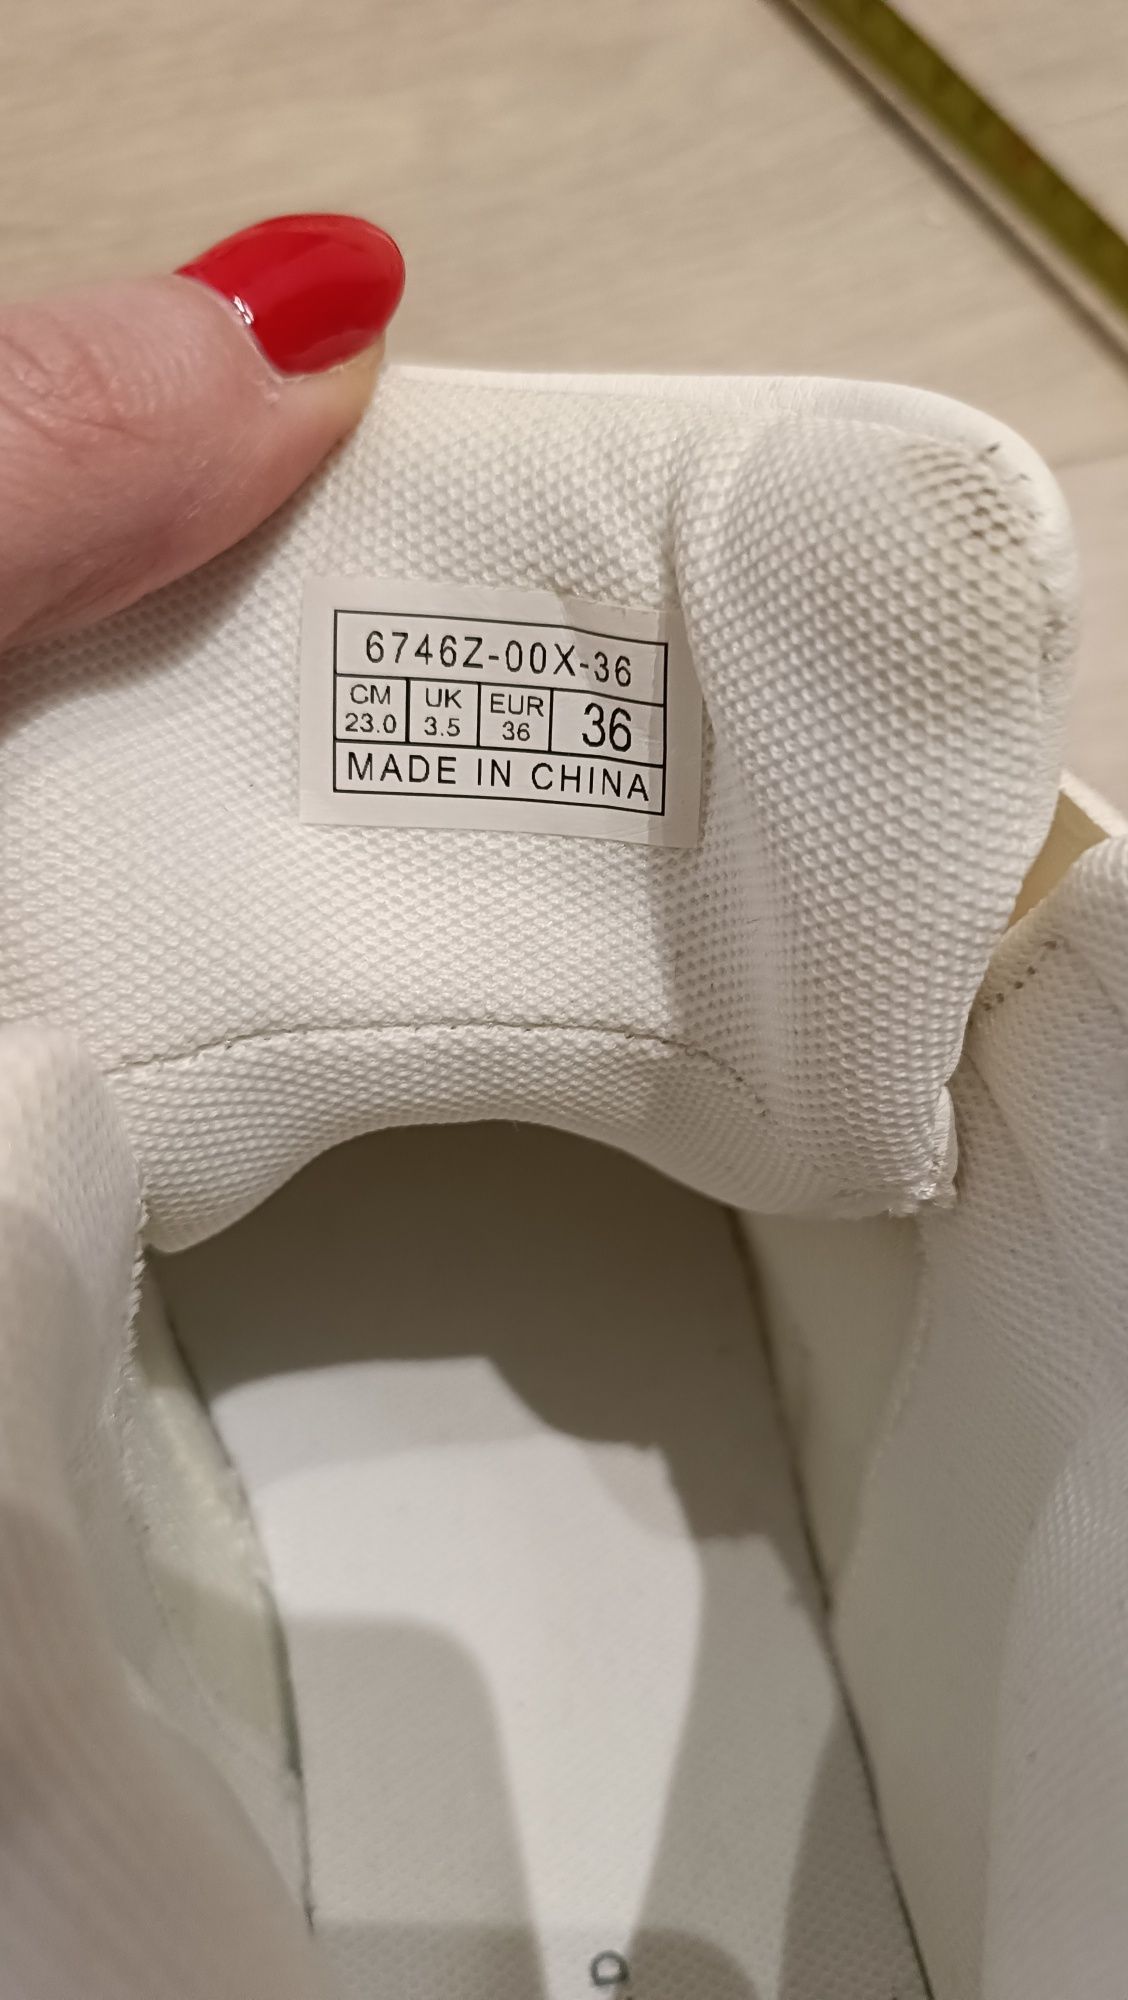 6746Z-00X-36
CM UK EUR 36
23.0 3.5 36
MADE IN CHINA